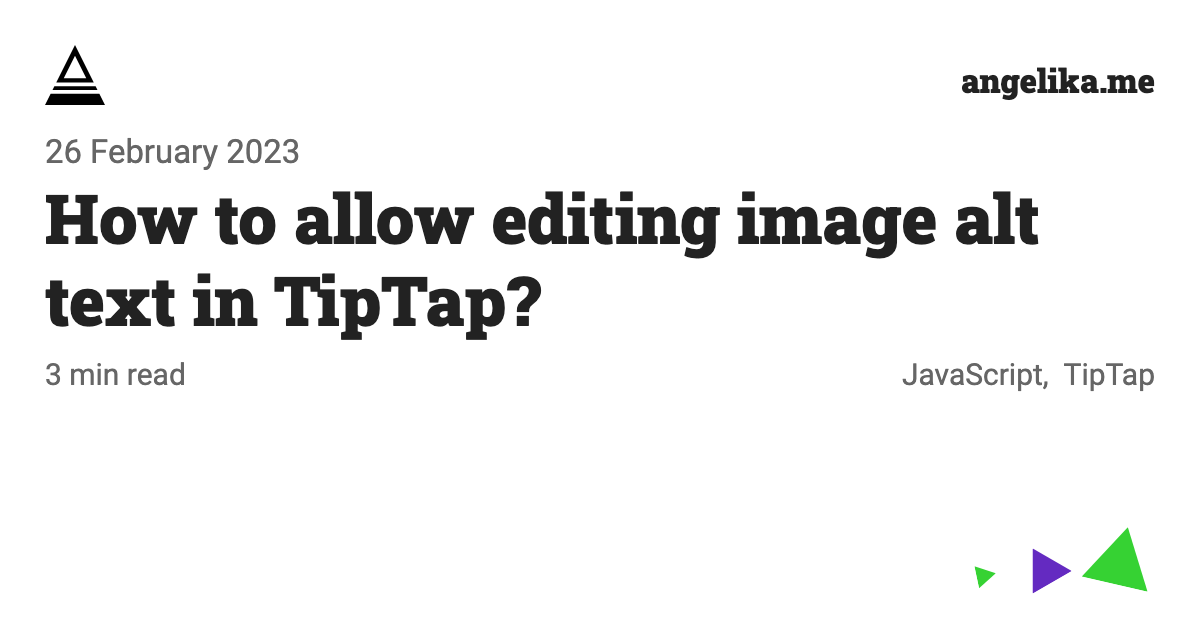 angelika.me
26 February 2023
How to allow editing image alt
text in TipTap?
3 min read
JavaScript, TipTap